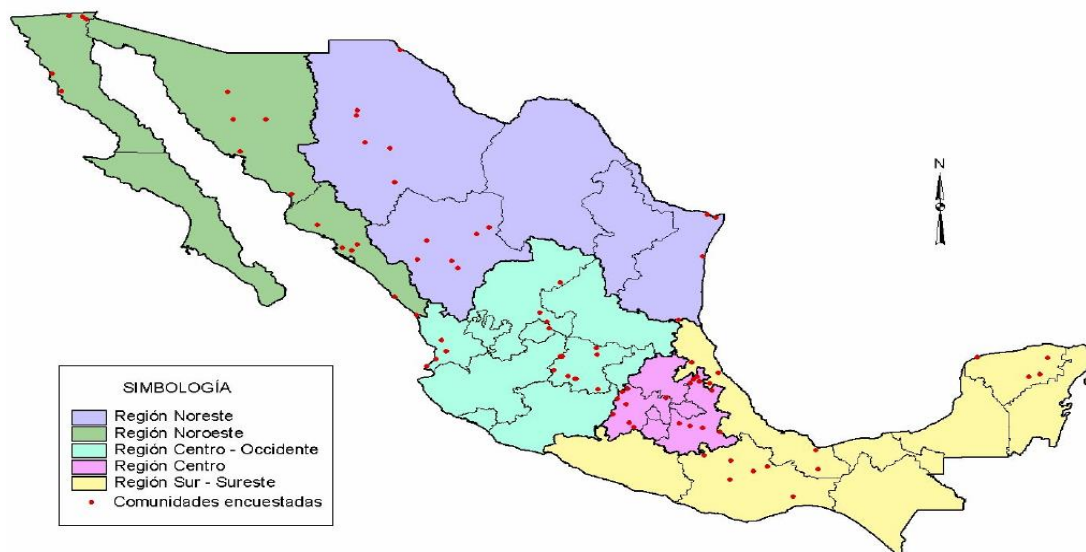 N
SIMBOLOGÍA
Región Noreste
Región Noroeste
Región Centro - Occidente
Región Centro
Región Sur - Sureste
Comunidades encuestadas